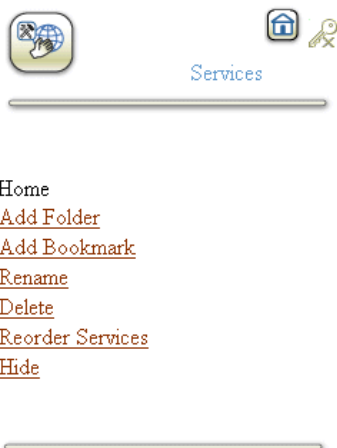 Services
Home
Add Folder
Add Bookmark
Rename
Delete
Reorder Services
Hide